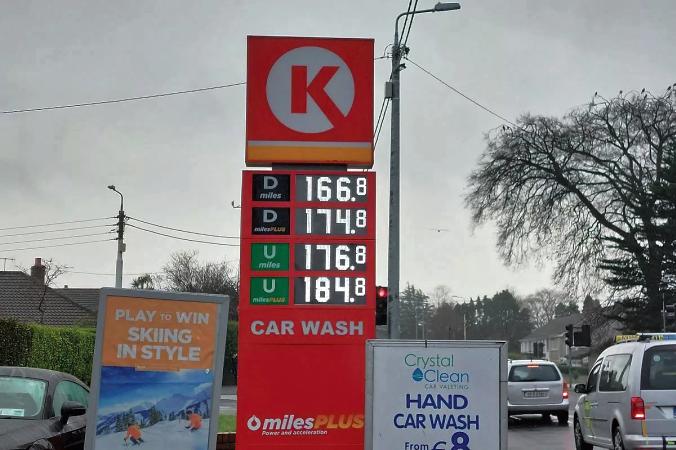 K
D miles 166.8
D milesPLUS 174.8
U miles 176.8
U milesPLUS 184.8
CAR WASH
milesPLUS
Power and acceleration
PLAY TO WIN
SKIING
IN STYLE
Crystal
Clean
CAR VALETING
HAND
CAR WASH
From €8